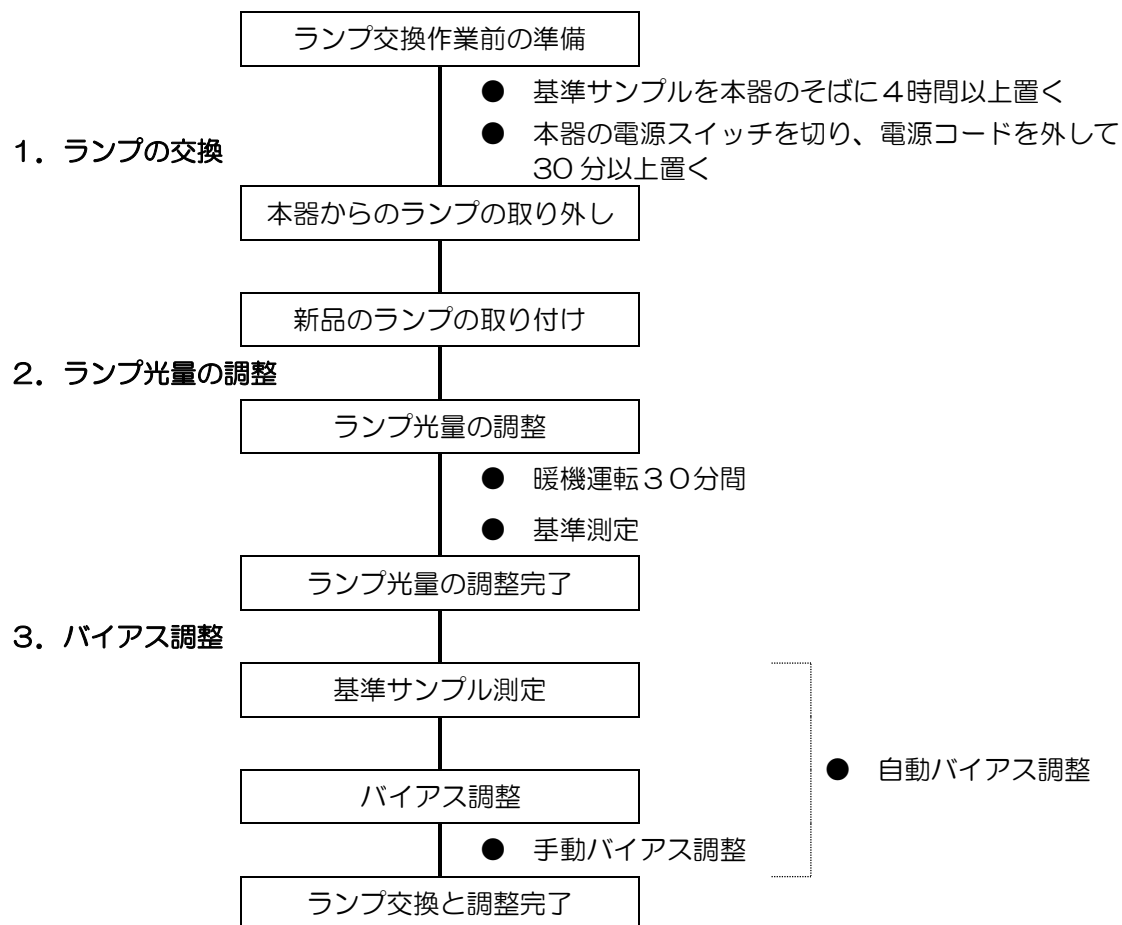 ランプ交換作業前の準備
● 基準サンプルを本器のそばに４時間以上置く
● 本器の電源スイッチを切り、電源コードを外して
30 分以上置く
１．ランプの交換
本器からのランプの取り外し
新品のランプの取り付け
２．ランプ光量の調整
ランプ光量の調整
● 暖機運転３０分間
● 基準測定
ランプ光量の調整完了
３．バイアス調整
基準サンプル測定
● 自動バイアス調整
バイアス調整
● 手動バイアス調整
ランプ交換と調整完了